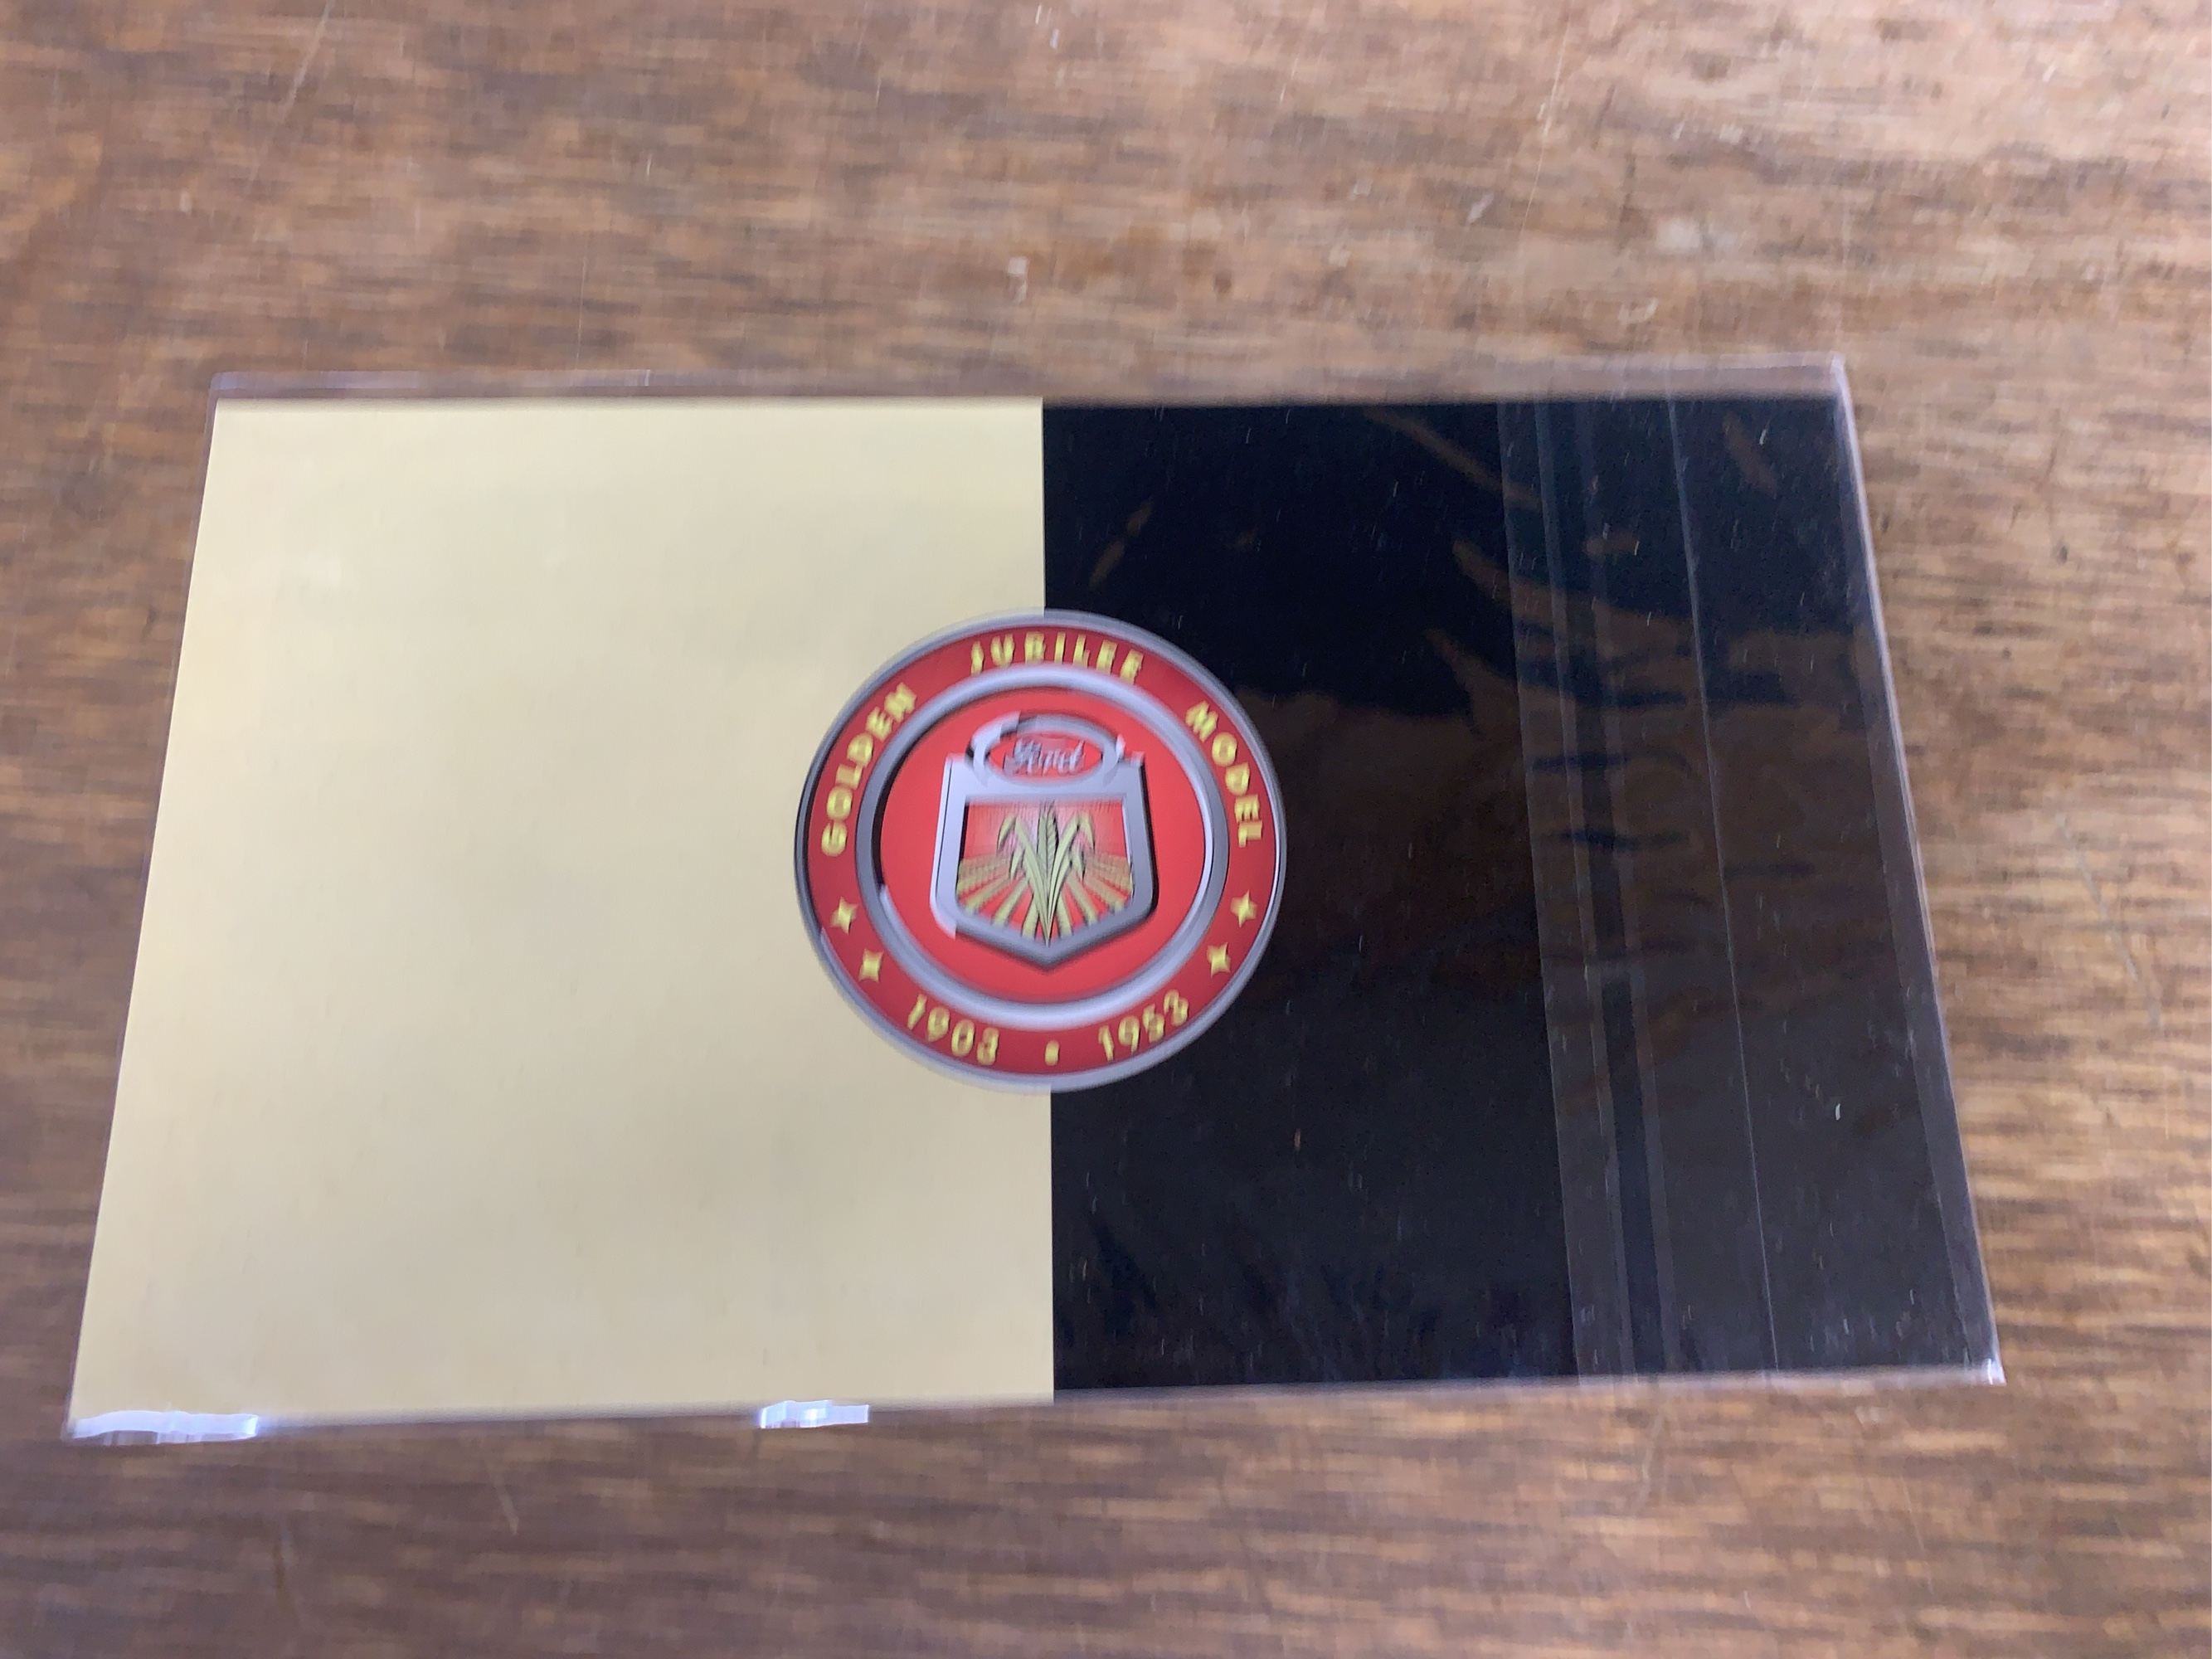 GOLDEN JUBILEE MODEL
Ford
1903 • 1953